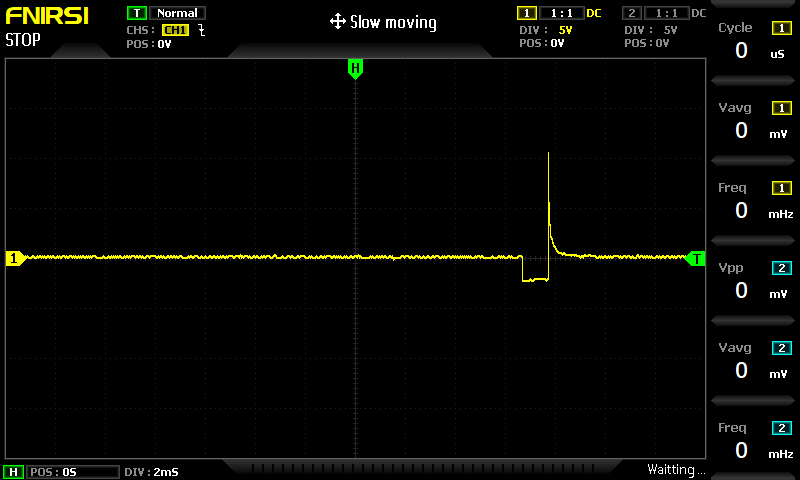 FNIRSI
STOP
T Normal
CHS: CH1
POS: 0V
Slow moving
1 1:1 DC
DIV: 5V
POS: 0V
2 1:1 DC
DIV: 5V
POS: 0V
H
1
T
Cycle 1
0 uS
Vavg 1
0 mV
Freq 1
0 mHz
Vpp 2
0 mV
Vavg 2
0 mV
Freq 2
0 mHz
H POS: 0S DIV: 2mS
Waitting...